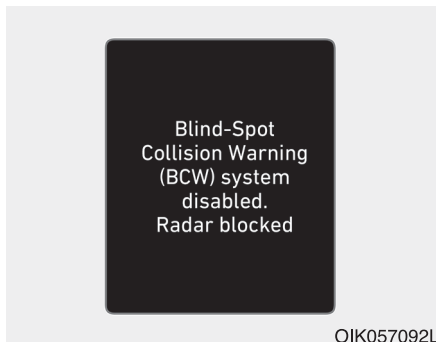 Blind-Spot
Collision Warning
(BCW) system
disabled.
Radar blocked
OIK057092L